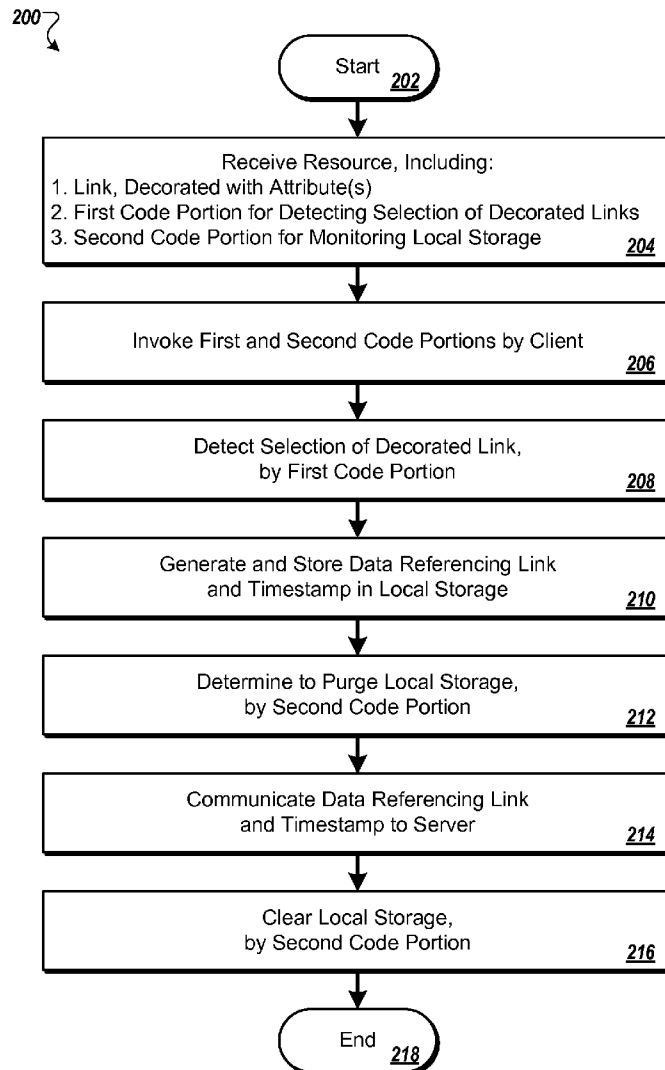 200
Start
202
Receive Resource, Including:
1. Link, Decorated with Attribute(s)
2. First Code Portion for Detecting Selection of Decorated Links
3. Second Code Portion for Monitoring Local Storage
204
Invoke First and Second Code Portions by Client
206
Detect Selection of Decorated Link,
by First Code Portion
208
Generate and Store Data Referencing Link
and Timestamp in Local Storage
210
Determine to Purge Local Storage,
by Second Code Portion
212
Communicate Data Referencing Link
and Timestamp to Server
214
Clear Local Storage,
by Second Code Portion
216
End
218